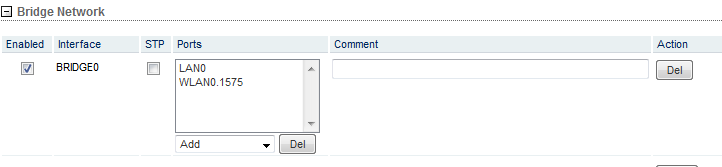 Bridge Network
Enabled Interface STP Ports Comment Action
BRIDGE0
LAN0
WLAN0.1575
Del
Add
Del